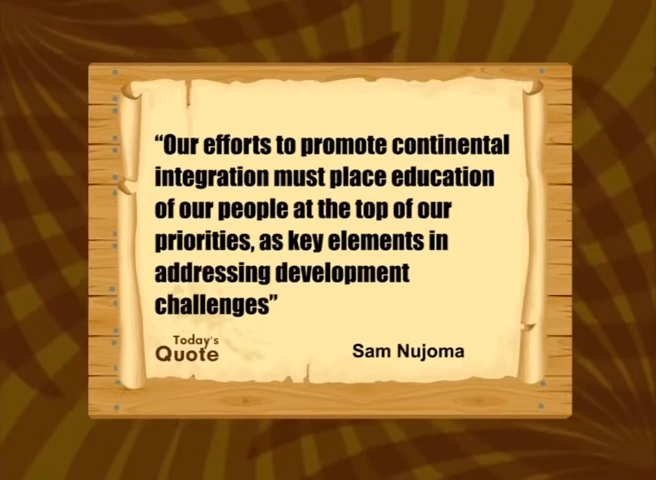 “Our efforts to promote continental
integration must place education
of our people at the top of our
priorities, as key elements in
addressing development
challenges”
Today's
Quote
Sam Nujoma